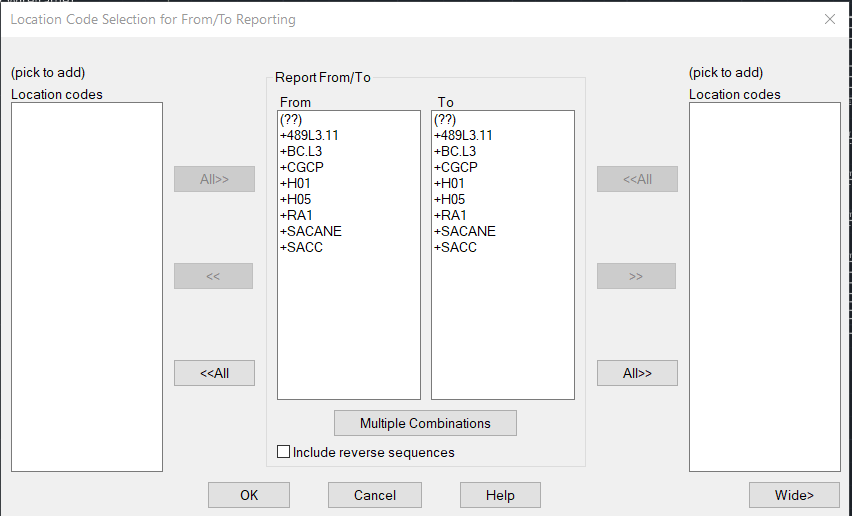 Location Code Selection for From/To Reporting
(pick to add)
Location codes
All>>
<<
<<All
Report From/To
From
(??)
+489L3.11
+BC.L3
+CGCP
+H01
+H05
+RA1
+SACANE
+SACC
To
(??)
+489L3.11
+BC.L3
+CGCP
+H01
+H05
+RA1
+SACANE
+SACC
Multiple Combinations
Include reverse sequences
(pick to add)
Location codes
<<All
>>
All>>
OK
Cancel
Help
Wide>